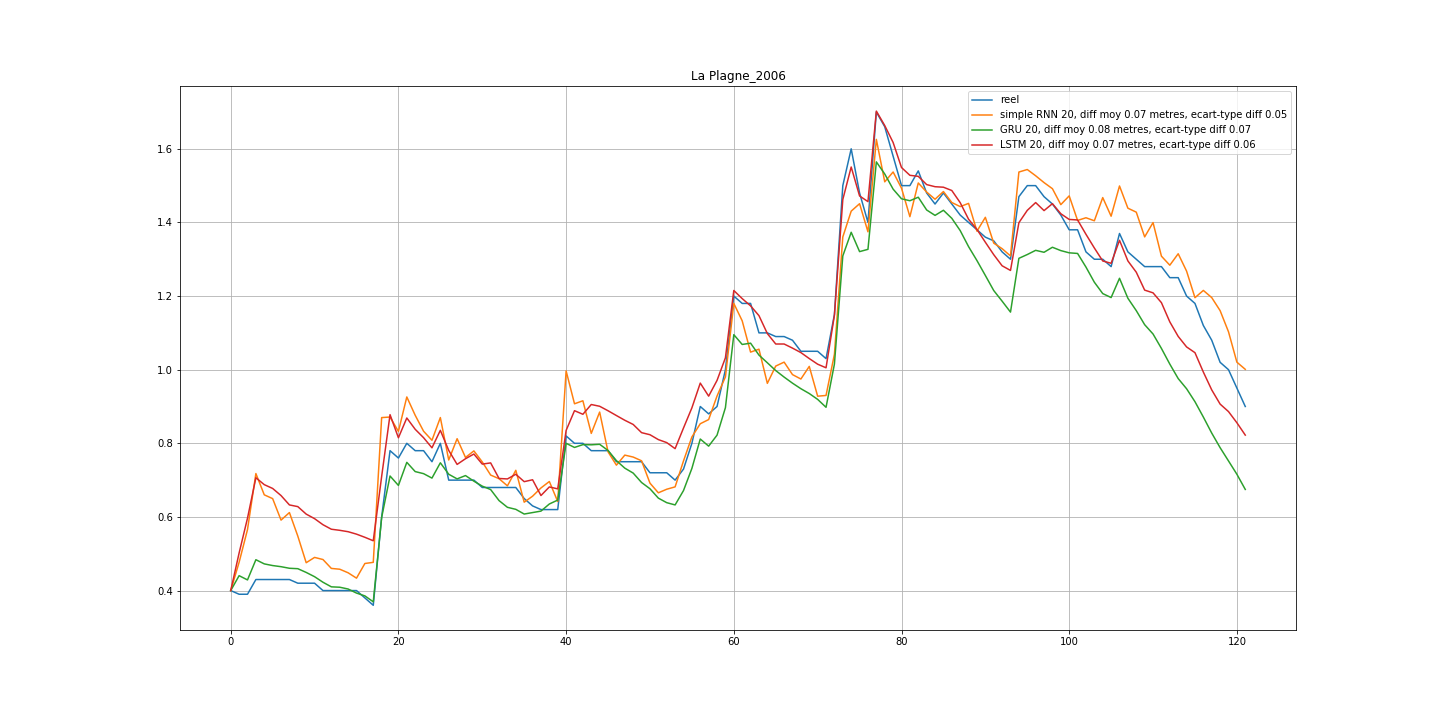 La Plagne_2006
reel
simple RNN 20, diff moy 0.07 metres, ecart-type diff 0.05
GRU 20, diff moy 0.08 metres, ecart-type diff 0.07
LSTM 20, diff moy 0.07 metres, ecart-type diff 0.06
1.6
1.4
1.2
1.0
0.8
0.6
0.4
0 20 40 60 80 100 120